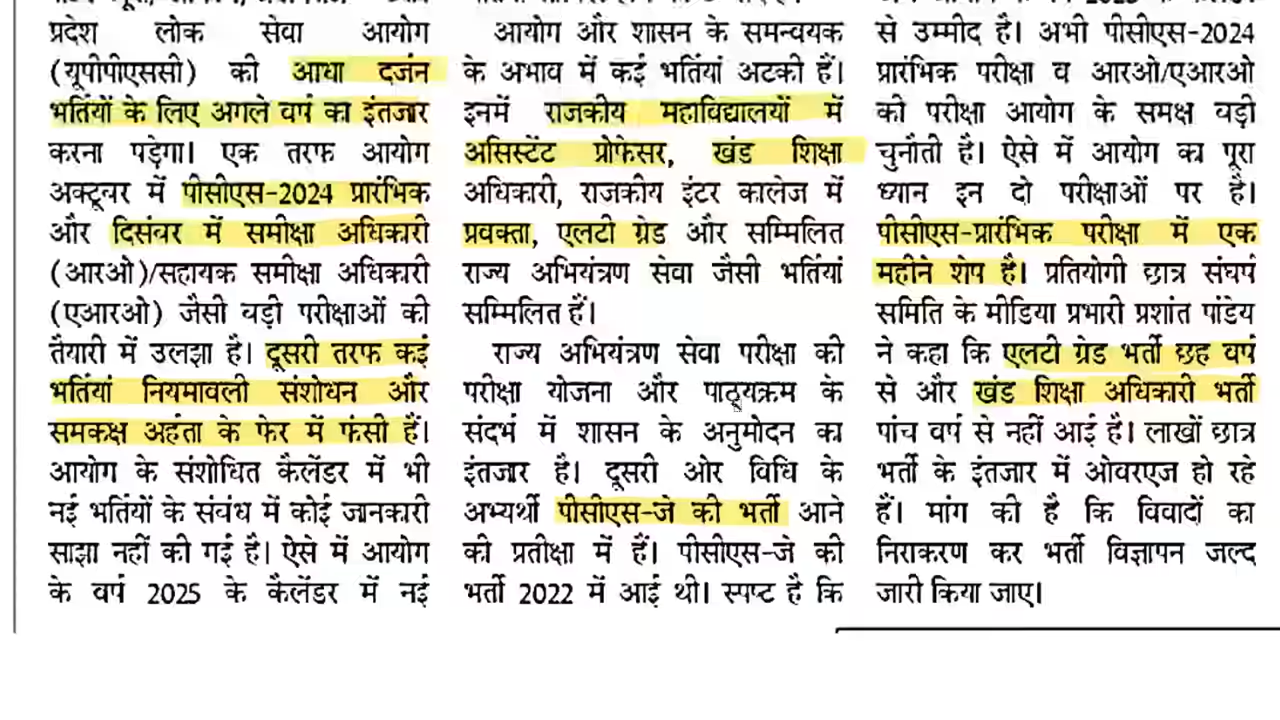 प्रदेश लोक सेवा आयोग
(यूपीपीएससी) की आधा दर्जन
भर्तियों के लिए अगले वर्ष का इंतजार
करना पड़ेगा। एक तरफ आयोग
अक्टूबर में पीसीएस-2024 प्रारंभिक
और दिसंबर में समीक्षा अधिकारी
(आरओ)/सहायक समीक्षा अधिकारी
(एआरओ) जैसी बड़ी परीक्षाओं की
तैयारी में उलझा है। दूसरी तरफ कई
भर्तियां नियमावली संशोधन और
समकक्ष अर्हता के फेर में फंसी हैं।
आयोग के संशोधित कैलेंडर में भी
नई भर्तियों के संबंध में कोई जानकारी
साझा नहीं की गई है। ऐसे में आयोग
के वर्ष 2025 के कैलेंडर में नई
आयोग और शासन के समन्वयक
के अभाव में कई भर्तियां अटकी हैं।
इनमें राजकीय महाविद्यालयों में
असिस्टेंट प्रोफेसर, खंड शिक्षा
अधिकारी, राजकीय इंटर कालेज में
प्रवक्ता, एलटी ग्रेड और सम्मिलित
राज्य अभियंत्रण सेवा जैसी भर्तियां
सम्मिलित हैं।
राज्य अभियंत्रण सेवा परीक्षा की
परीक्षा योजना और पाठ्यक्रम के
संदर्भ में शासन के अनुमोदन का
इंतजार है। दूसरी ओर विधि के
अभ्यर्थी पीसीएस-जे की भर्ती आने
की प्रतीक्षा में हैं। पीसीएस-जे की
भर्ती 2022 में आई थी। स्पष्ट है कि
से उम्मीद है। अभी पीसीएस-2024
प्रारंभिक परीक्षा व आरओ/एआरओ
की परीक्षा आयोग के समक्ष बड़ी
चुनौती है। ऐसे में आयोग का पूरा
ध्यान इन दो परीक्षाओं पर है।
पीसीएस-प्रारंभिक परीक्षा में एक
महीने शेष है। प्रतियोगी छात्र संघर्ष
समिति के मीडिया प्रभारी प्रशांत पांडेय
ने कहा कि एलटी ग्रेड भर्ती छह वर्ष
से और खंड शिक्षा अधिकारी भर्ती
पांच वर्ष से नहीं आई है। लाखों छात्र
भर्ती के इंतजार में ओवरएज हो रहे
हैं। मांग की है कि विवादों का
निराकरण कर भर्ती विज्ञापन जल्द
जारी किया जाए।